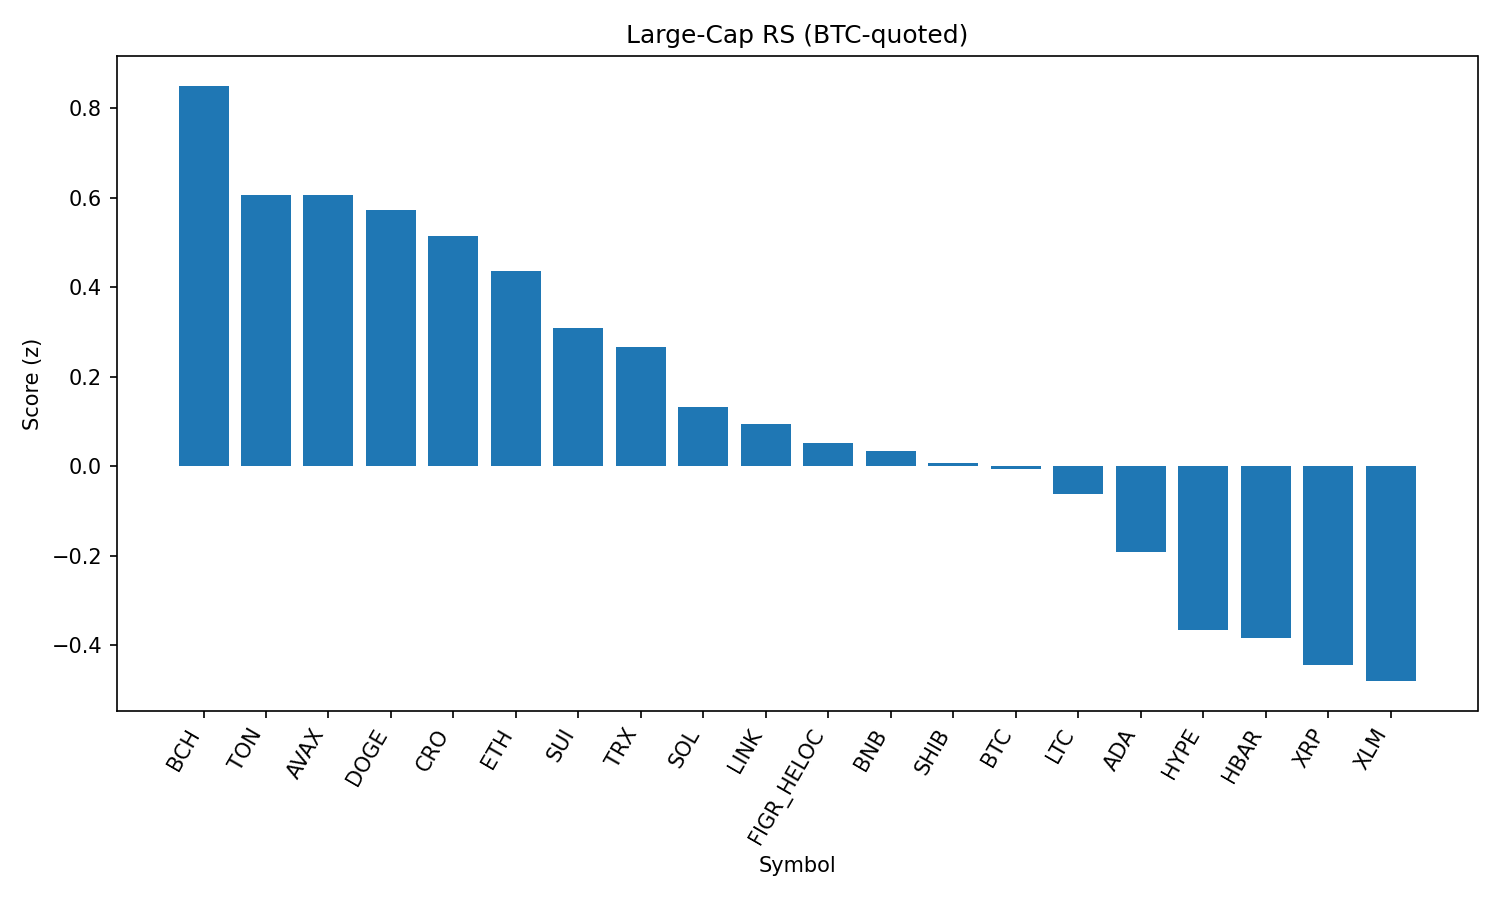 Large-Cap RS (BTC-quoted)
Score (z)
0.8
0.6
0.4
0.2
0.0
−0.2
−0.4
BCH
TON
AVAX
DOGE
CRO
ETH
SUI
TRX
SOL
LINK
FIGR_HELOC
BNB
SHIB
BTC
LTC
ADA
HYPE
HBAR
XRP
XLM
Symbol